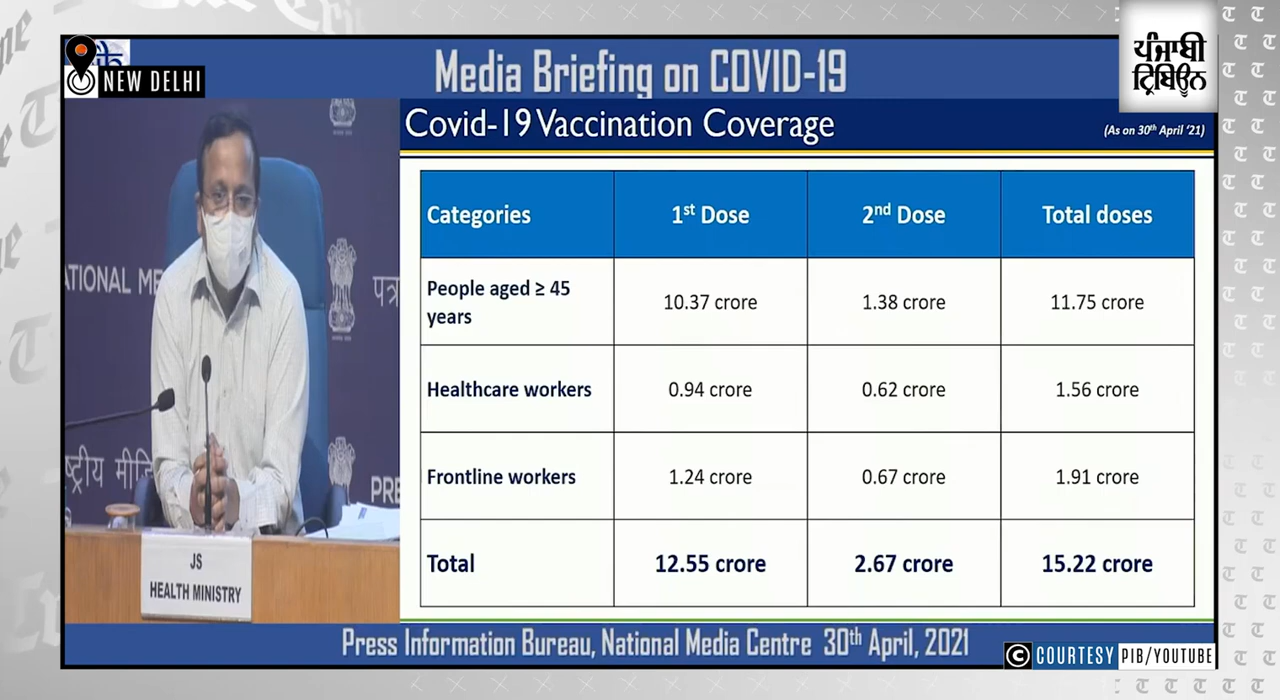 NEW DELHI
Media Briefing on COVID-19
ਪੰਜਾਬੀ
ਟ੍ਰਿਬਿਊਨ
Covid-19 Vaccination Coverage
(As on 30th April '21)
Categories 1st Dose 2nd Dose Total doses
People aged ≥ 45
years 10.37 crore 1.38 crore 11.75 crore
Healthcare workers 0.94 crore 0.62 crore 1.56 crore
Frontline workers 1.24 crore 0.67 crore 1.91 crore
Total 12.55 crore 2.67 crore 15.22 crore
ATIONAL ME
पत्र
ष्ट्रीय मीडि
PRE
JS
HEALTH MINISTRY
Press Information Bureau, National Media Centre 30th April, 2021
© COURTESY PIB/YOUTUBE